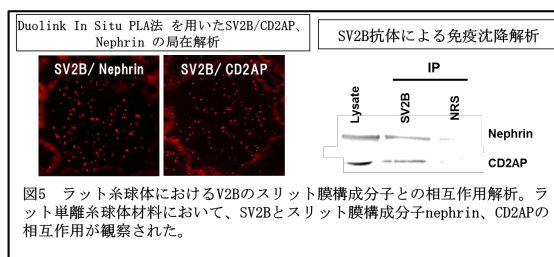 Duolink In Situ PLA法 を用いたSV2B/CD2AP、
Nephrin の局在解析
SV2B抗体による免疫沈降解析
SV2B/ Nephrin
SV2B/ CD2AP
IP
Lysate
SV2B
NRS
Nephrin
CD2AP
図5 ラット糸球体におけるV2Bのスリット膜構成分子との相互作用解析。ラ
ット単離糸球体材料において、SV2Bとスリット膜構成分子nephrin、CD2APの
相互作用が観察された。